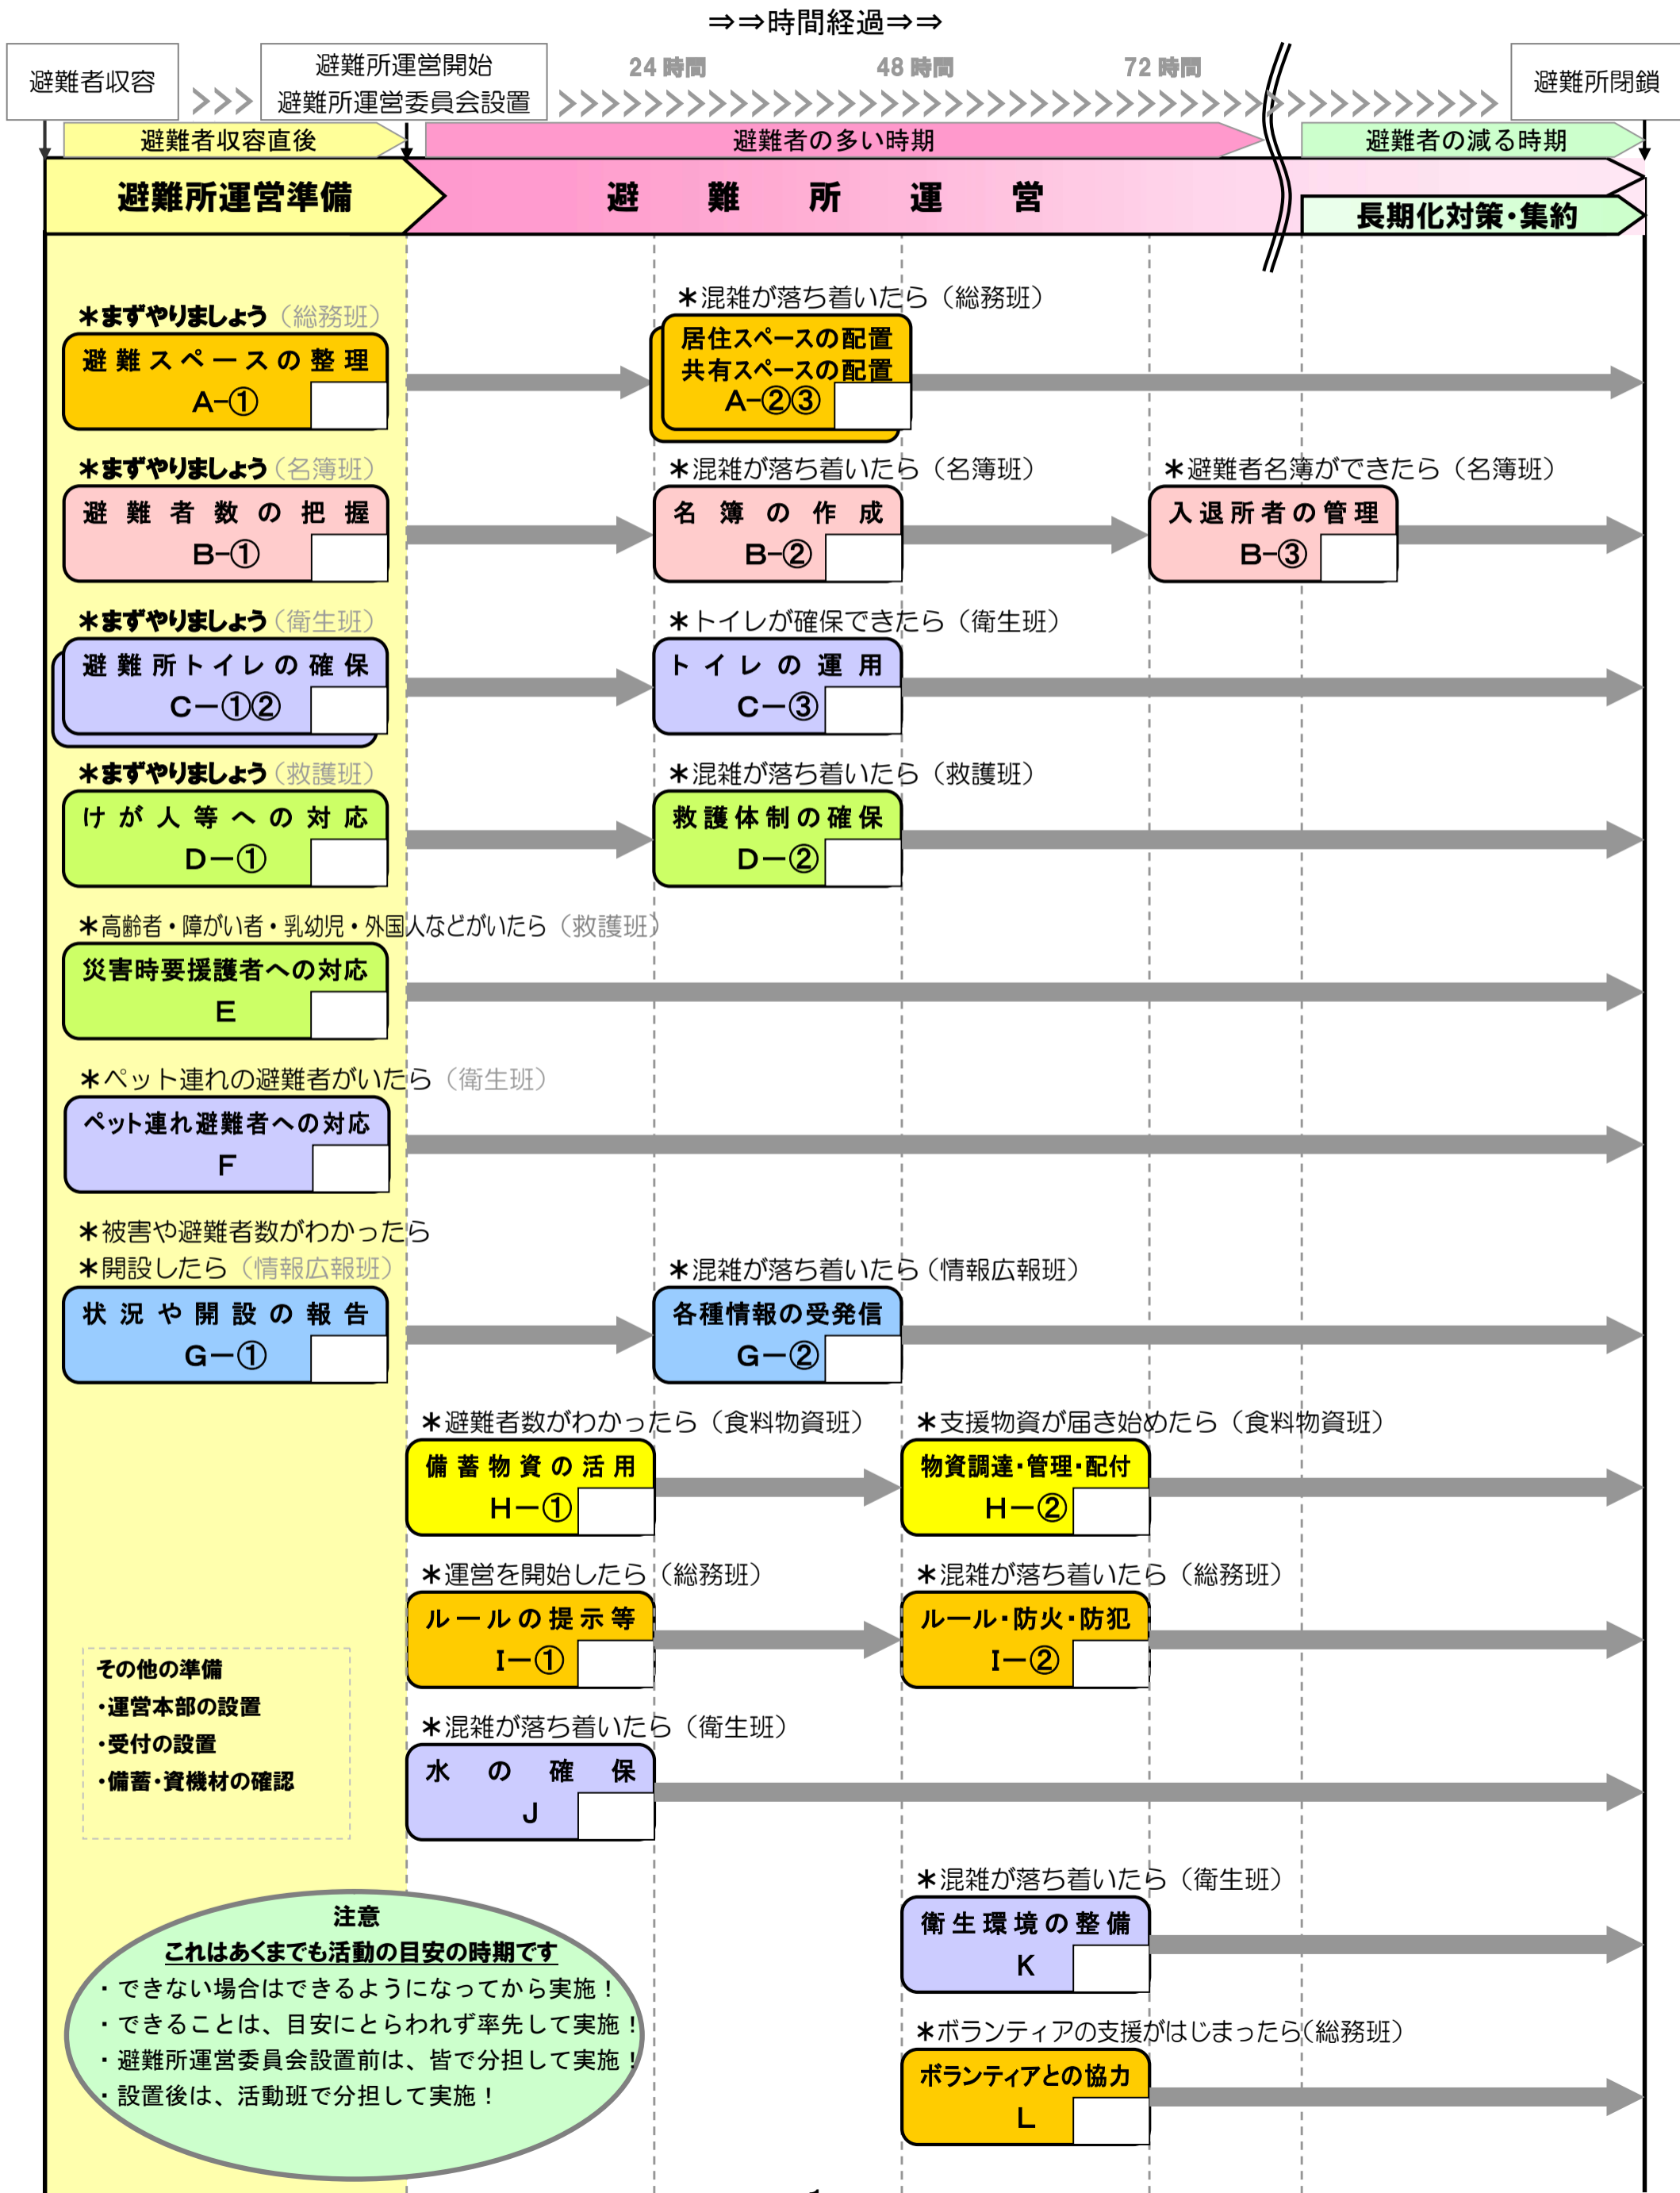 ⇒⇒時間経過⇒⇒
避難者収容
避難所運営開始
避難所運営委員会設置
24 時間
48 時間
72 時間
避難所閉鎖
避難者収容直後
避難者の多い時期
避難者の減る時期
避難所運営準備
避難所運営
長期化対策・集約
＊まずやりましょう（総務班）
避難スペースの整理
A-①
＊混雑が落ち着いたら（総務班）
居住スペースの配置
共有スペースの配置
A-②③
＊まずやりましょう（名簿班）
避難者数の把握
B-①
＊混雑が落ち着いたら（名簿班）
名簿の作成
B-②
＊避難者名簿ができたら（名簿班）
入退所者の管理
B-③
＊まずやりましょう（衛生班）
避難所トイレの確保
C－①②
＊トイレが確保できたら（衛生班）
トイレの運用
C－③
＊まずやりましょう（救護班）
けが人等への対応
D－①
＊混雑が落ち着いたら（救護班）
救護体制の確保
D－②
＊高齢者・障がい者・乳幼児・外国人などがいたら（救護班）
災害時要援護者への対応
E
＊ペット連れの避難者がいたら（衛生班）
ペット連れ避難者への対応
F
＊被害や避難者数がわかったら
＊開設したら（情報広報班）
状況や開設の報告
G－①
＊混雑が落ち着いたら（情報広報班）
各種情報の受発信
G－②
＊避難者数がわかったら（食料物資班）
備蓄物資の活用
H－①
＊支援物資が届き始めたら（食料物資班）
物資調達・管理・配付
H－②
＊運営を開始したら（総務班）
ルールの提示等
I－①
＊混雑が落ち着いたら（総務班）
ルール・防火・防犯
I－②
その他の準備
・運営本部の設置
・受付の設置
・備蓄・資機材の確認
＊混雑が落ち着いたら（衛生班）
水の確保
J
＊混雑が落ち着いたら（衛生班）
衛生環境の整備
K
注意
これはあくまでも活動の目安の時期です
・できない場合はできるようになってから実施！
・できることは、目安にとらわれず率先して実施！
・避難所運営委員会設置前は、皆で分担して実施！
・設置後は、活動班で分担して実施！
＊ボランティアの支援がはじまったら（総務班）
ボランティアとの協力
L